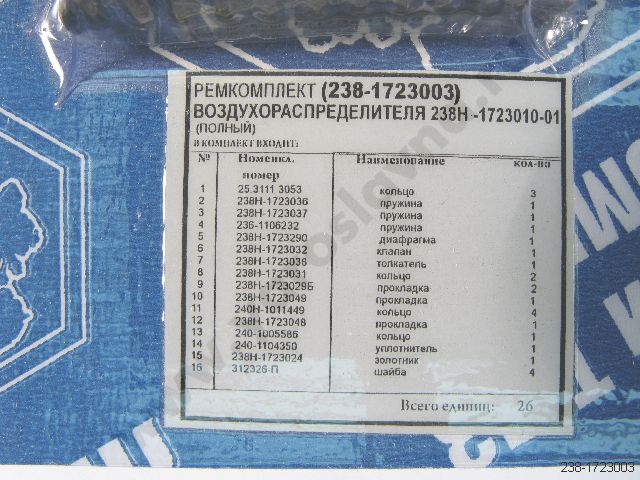 РЕМКОМПЛЕКТ (238-1723003)
ВОЗДУХОРАСПРЕДЕЛИТЕЛЯ 238Н -1723010-01
(ПОЛНЫЙ)
В КОМПЛЕКТ ВХОДИТ:
№ Номенкл. номер Наименование кол-во
1 25.3111 3053 кольцо 3
2 238Н-1723036 пружина 1
3 238Н-1723037 пружина 1
4 236-1106232 пружина 1
5 238Н-1723290 диафрагма 1
6 238Н-1723032 клапан 1
7 238Н-1723036 толкатель 1
8 238Н-1723031 кольцо 2
9 238Н-1723029Б прокладка 2
10 238Н-1723049 прокладка 1
11 240Н-1011449 кольцо 4
12 238Н-1723048 прокладка 1
13 240-1005586 кольцо 1
14 240-1104350 уплотнитель 1
15 238Н-1723024 золотник 1
16 312326-П шайба 4
Всего единиц: 26
238-1723003